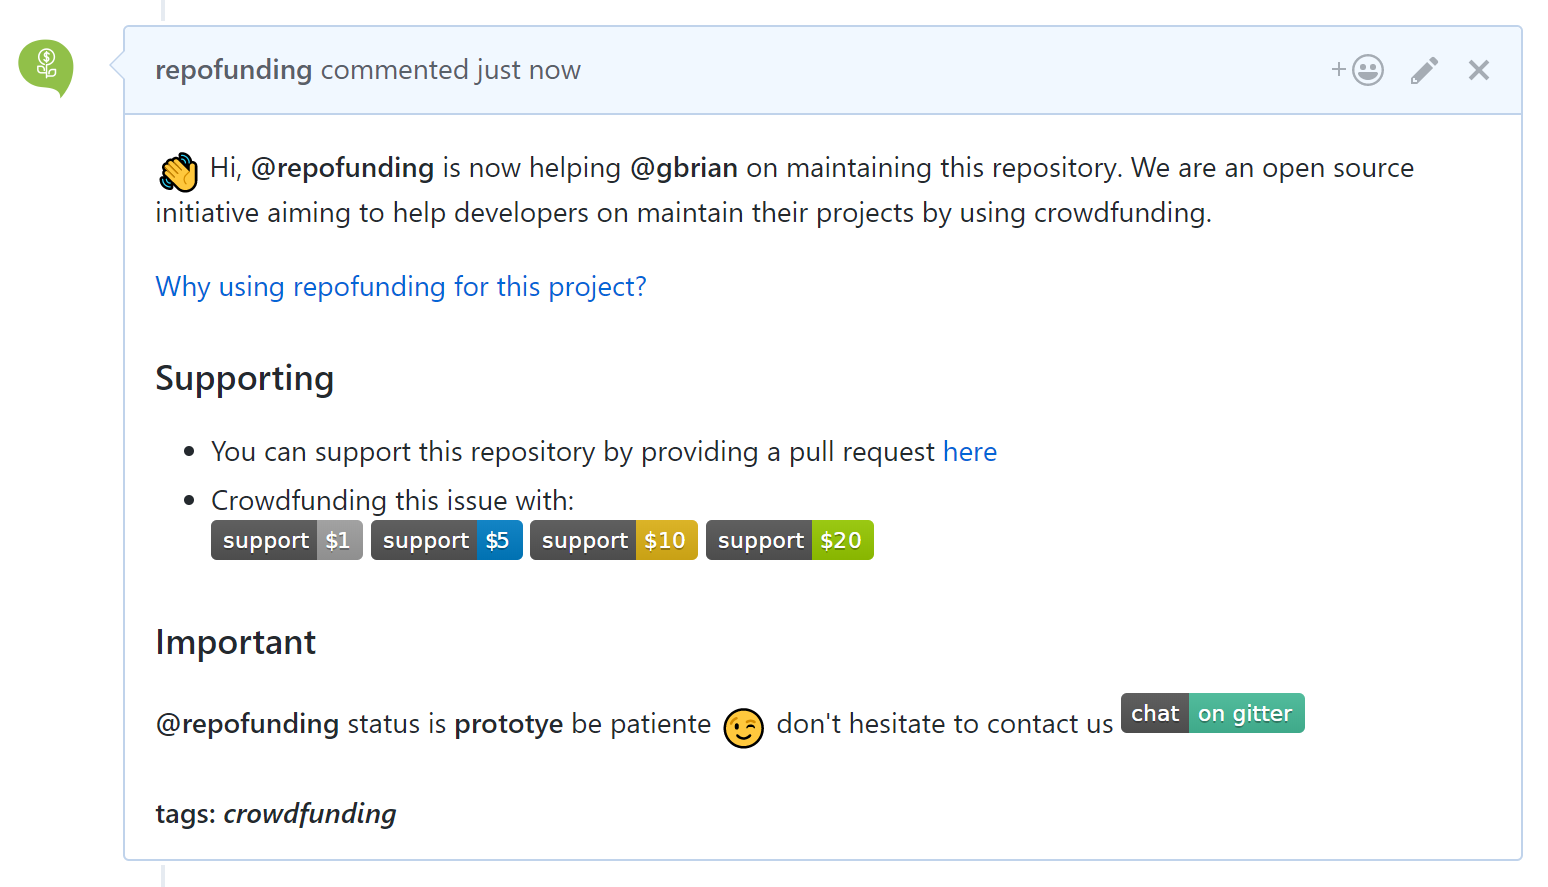 repofunding commented just now
Hi, @repofunding is now helping @gbrian on maintaining this repository. We are an open source
initiative aiming to help developers on maintain their projects by using crowdfunding.
Why using repofunding for this project?
Supporting
You can support this repository by providing a pull request here
Crowdfunding this issue with:
support $1 support $5 support $10 support $20
Important
@repofunding status is prototye be patiente don't hesitate to contact us chat on gitter
tags: crowdfunding